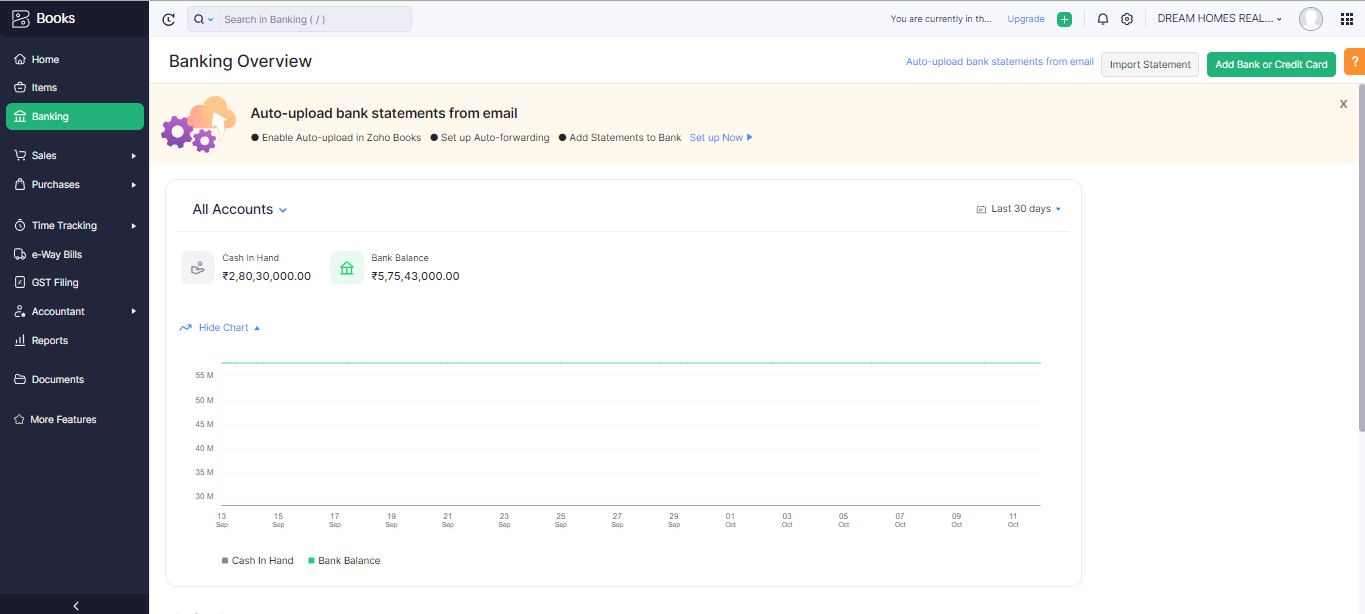 Books
Search in Banking ( / )
You are currently in th...
Upgrade
DREAM HOMES REAL...
Home
Items
Banking
Sales
Purchases
Time Tracking
e-Way Bills
GST Filing
Accountant
Reports
Documents
More Features
Banking Overview
Auto-upload bank statements from email
Import Statement
Add Bank or Credit Card
?
Auto-upload bank statements from email
X
Enable Auto-upload in Zoho Books
Set up Auto-forwarding
Add Statements to Bank
Set up Now
All Accounts
Last 30 days
Cash In Hand
₹2,80,30,000.00
Bank Balance
₹5,75,43,000.00
Hide Chart
55 M
50 M
45 M
40 M
35 M
30 M
13 Sep
15 Sep
17 Sep
19 Sep
21 Sep
23 Sep
25 Sep
27 Sep
29 Sep
01 Oct
03 Oct
05 Oct
07 Oct
09 Oct
11 Oct
Cash In Hand
Bank Balance